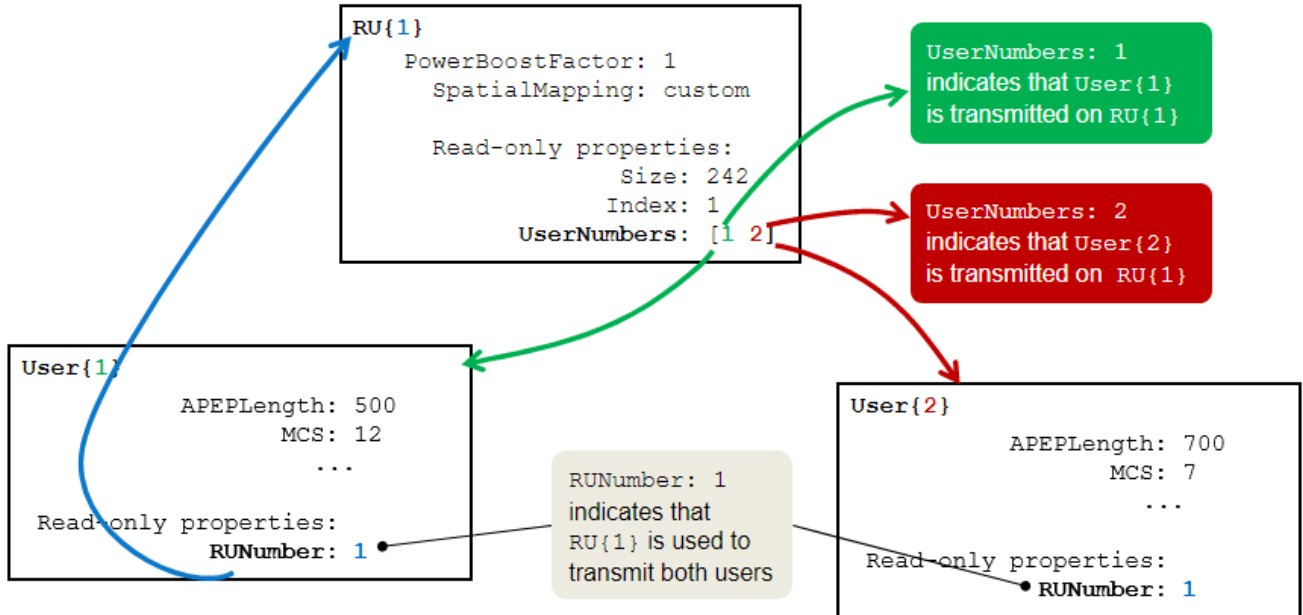 RU{1}
PowerBoostFactor: 1
SpatialMapping: custom
Read-only properties:
Size: 242
Index: 1
UserNumbers: [1 2]
UserNumbers: 1
indicates that User{1}
is transmitted on RU{1}
UserNumbers: 2
indicates that User{2}
is transmitted on RU{1}
User{1}
APEPLength: 500
MCS: 12
...
Read-only properties:
RUNumber: 1
RUNumber: 1
indicates that
RU{1} is used to
transmit both users
User{2}
APEPLength: 700
MCS: 7
...
Read-only properties:
RUNumber: 1